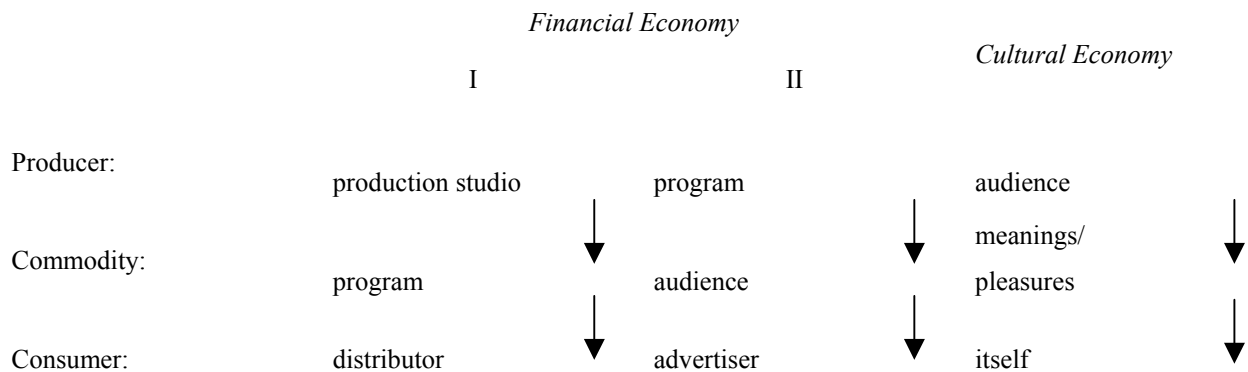 Financial Economy
Cultural Economy
I II
Producer:
production studio program audience
meanings/
Commodity:
program audience pleasures
Consumer: distributor advertiser itself